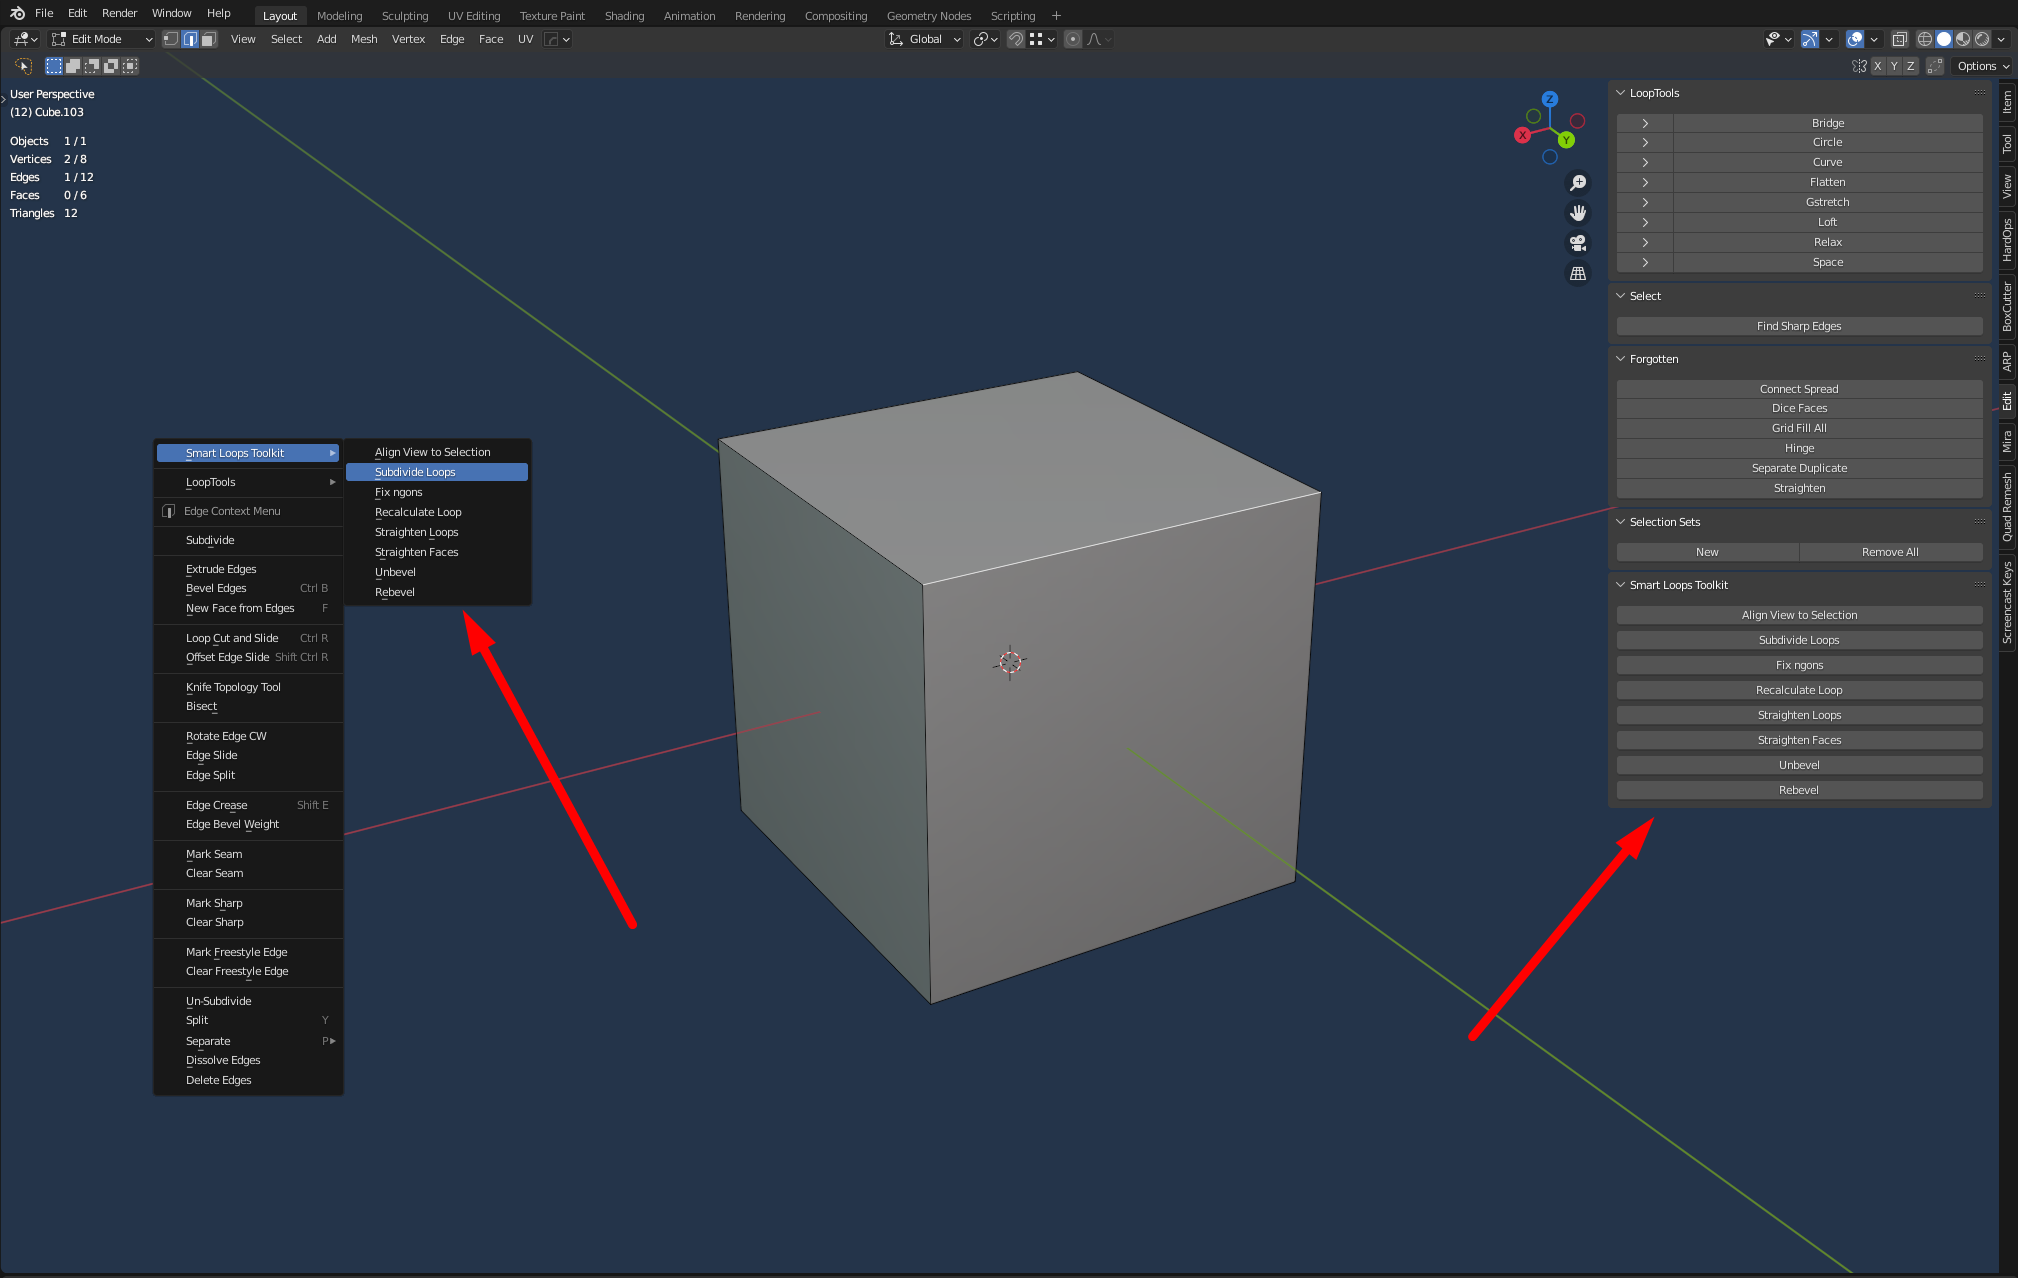 File Edit Render Window Help Layout Modeling Sculpting UV Editing Texture Paint Shading Animation Rendering Compositing Geometry Nodes Scripting +
Edit Mode View Select Add Mesh Vertex Edge Face UV Global
X Y Z Options
User Perspective
(12) Cube.103
Objects 1 / 1
Vertices 2 / 8
Edges 1 / 12
Faces 0 / 6
Triangles 12
Z
X
Y
Smart Loops Toolkit
LoopTools
Edge Context Menu
Subdivide
Extrude Edges
Bevel Edges Ctrl B
New Face from Edges F
Loop Cut and Slide Ctrl R
Offset Edge Slide Shift Ctrl R
Knife Topology Tool
Bisect
Rotate Edge CW
Edge Slide
Edge Split
Edge Crease Shift E
Edge Bevel Weight
Mark Seam
Clear Seam
Mark Sharp
Clear Sharp
Mark Freestyle Edge
Clear Freestyle Edge
Un-Subdivide
Split Y
Separate P
Dissolve Edges
Delete Edges
Align View to Selection
Subdivide Loops
Fix ngons
Recalculate Loop
Straighten Loops
Straighten Faces
Unbevel
Rebevel
LoopTools
Bridge
Circle
Curve
Flatten
Gstretch
Loft
Relax
Space
Select
Find Sharp Edges
Forgotten
Connect Spread
Dice Faces
Grid Fill All
Hinge
Separate Duplicate
Straighten
Selection Sets
New Remove All
Smart Loops Toolkit
Align View to Selection
Subdivide Loops
Fix ngons
Recalculate Loop
Straighten Loops
Straighten Faces
Unbevel
Rebevel
Item
Tool
View
HardOps
BoxCutter
ARP
Edit
Mira
Quad Remesh
Screencast Keys